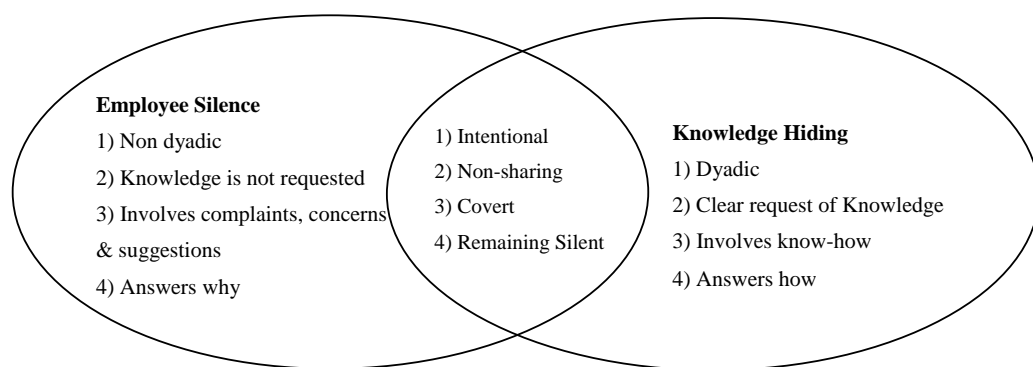 Employee Silence
1) Non dyadic
2) Knowledge is not requested
3) Involves complaints, concerns
& suggestions
4) Answers why
1) Intentional
2) Non-sharing
3) Covert
4) Remaining Silent
Knowledge Hiding
1) Dyadic
2) Clear request of Knowledge
3) Involves know-how
4) Answers how